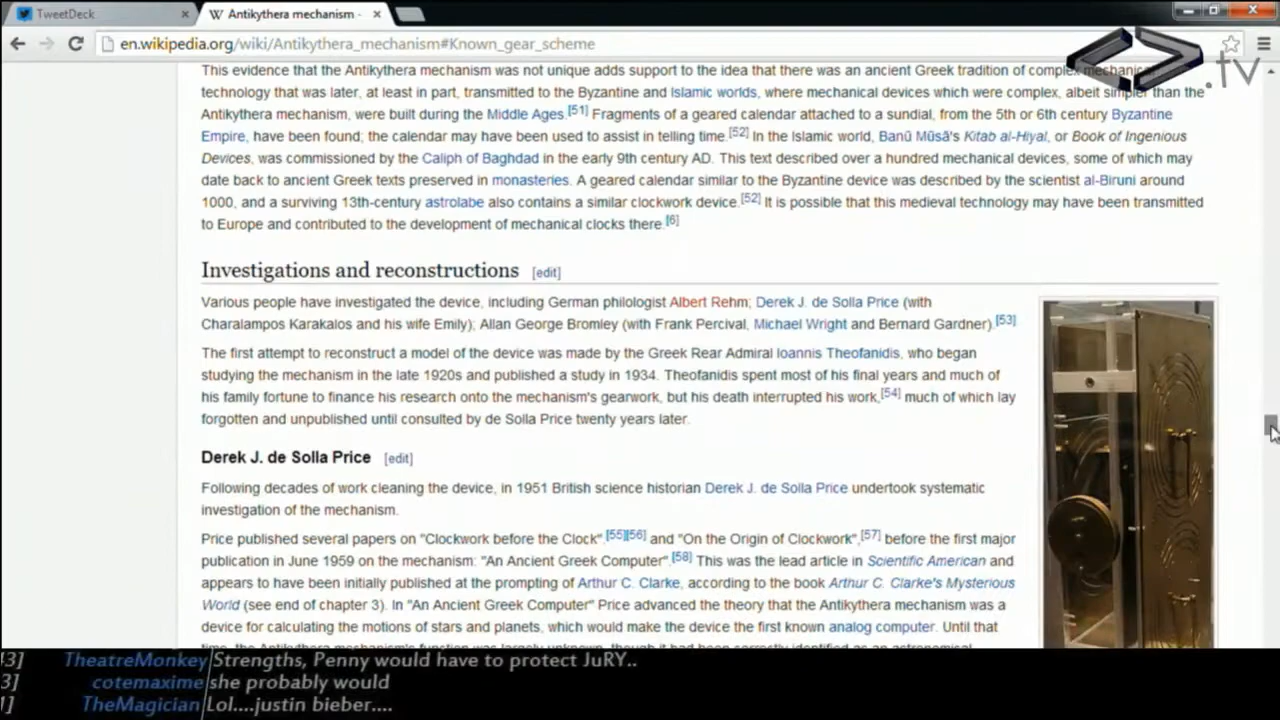 TweetDeck
W Antikythera mechanism -
en.wikipedia.org/wiki/Antikythera_mechanism#Known_gear_scheme
.tv
This evidence that the Antikythera mechanism was not unique adds support to the idea that there was an ancient Greek tradition of complex mechanical
technology that was later, at least in part, transmitted to the Byzantine and Islamic worlds, where mechanical devices which were complex, albeit simpler than the
Antikythera mechanism, were built during the Middle Ages.[51] Fragments of a geared calendar attached to a sundial, from the 5th or 6th century Byzantine
Empire, have been found; the calendar may have been used to assist in telling time.[52] In the Islamic world, Banū Mūsā's Kitab al-Hiyal, or Book of Ingenious
Devices, was commissioned by the Caliph of Baghdad in the early 9th century AD. This text described over a hundred mechanical devices, some of which may
date back to ancient Greek texts preserved in monasteries. A geared calendar similar to the Byzantine device was described by the scientist al-Biruni around
1000, and a surviving 13th-century astrolabe also contains a similar clockwork device.[52] It is possible that this medieval technology may have been transmitted
to Europe and contributed to the development of mechanical clocks there.[6]
Investigations and reconstructions [edit]
Various people have investigated the device, including German philologist Albert Rehm; Derek J. de Solla Price (with
Charalampos Karakalos and his wife Emily); Allan George Bromley (with Frank Percival, Michael Wright and Bernard Gardner).[53]
The first attempt to reconstruct a model of the device was made by the Greek Rear Admiral Ioannis Theofanidis, who began
studying the mechanism in the late 1920s and published a study in 1934. Theofanidis spent most of his final years and much of
his family fortune to finance his research onto the mechanism's gearwork, but his death interrupted his work,[54] much of which lay
forgotten and unpublished until consulted by de Solla Price twenty years later.
Derek J. de Solla Price [edit]
Following decades of work cleaning the device, in 1951 British science historian Derek J. de Solla Price undertook systematic
investigation of the mechanism.
Price published several papers on "Clockwork before the Clock".[55][56] and "On the Origin of Clockwork",[57] before the first major
publication in June 1959 on the mechanism: "An Ancient Greek Computer".[58] This was the lead article in Scientific American and
appears to have been initially published at the prompting of Arthur C. Clarke, according to the book Arthur C. Clarke's Mysterious
World (see end of chapter 3). In "An Ancient Greek Computer" Price advanced the theory that the Antikythera mechanism was a
device for calculating the motions of stars and planets, which would make the device the first known analog computer. Until that
time, the Antikythera mechanism's function was largely unknown, though it had been correctly identified as an astronomical
43] TheatreMonkey Strengths, Penny would have to protect JuRY..
3] cotemaxime she probably would
1] TheMagician Lol....justin bieber....